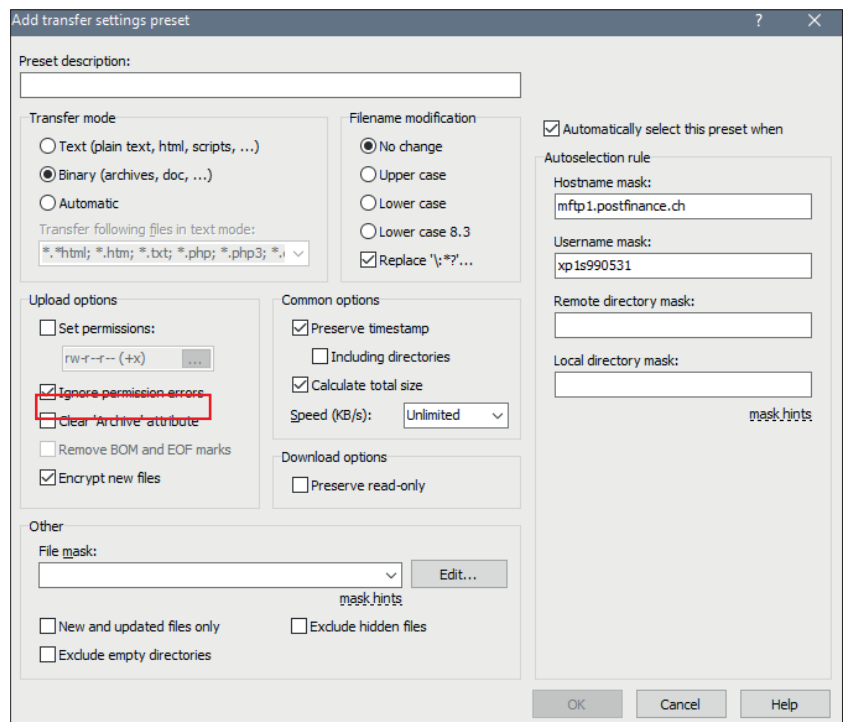 Add transfer settings preset ? ×
Preset description:
Transfer mode
Text (plain text, html, scripts, ...)
Binary (archives, doc, ...)
Automatic
Transfer following files in text mode:
*.*html; *.htm; *.txt; *.php; *.php3; *.
Filename modification
No change
Upper case
Lower case
Lower case 8.3
Replace '\:*?'...
Upload options
Set permissions:
rw-r--r-- (+x) ...
Ignore permission errors
Clear 'Archive' attribute
Remove BOM and EOF marks
Encrypt new files
Common options
Preserve timestamp
Including directories
Calculate total size
Speed (KB/s): Unlimited
Download options
Preserve read-only
Other
File mask:
Edit...
mask hints
New and updated files only
Exclude hidden files
Exclude empty directories
Automatically select this preset when
Autoselection rule
Hostname mask:
mftp1.postfinance.ch
Username mask:
xp1s990531
Remote directory mask:
Local directory mask:
mask hints
OK Cancel Help